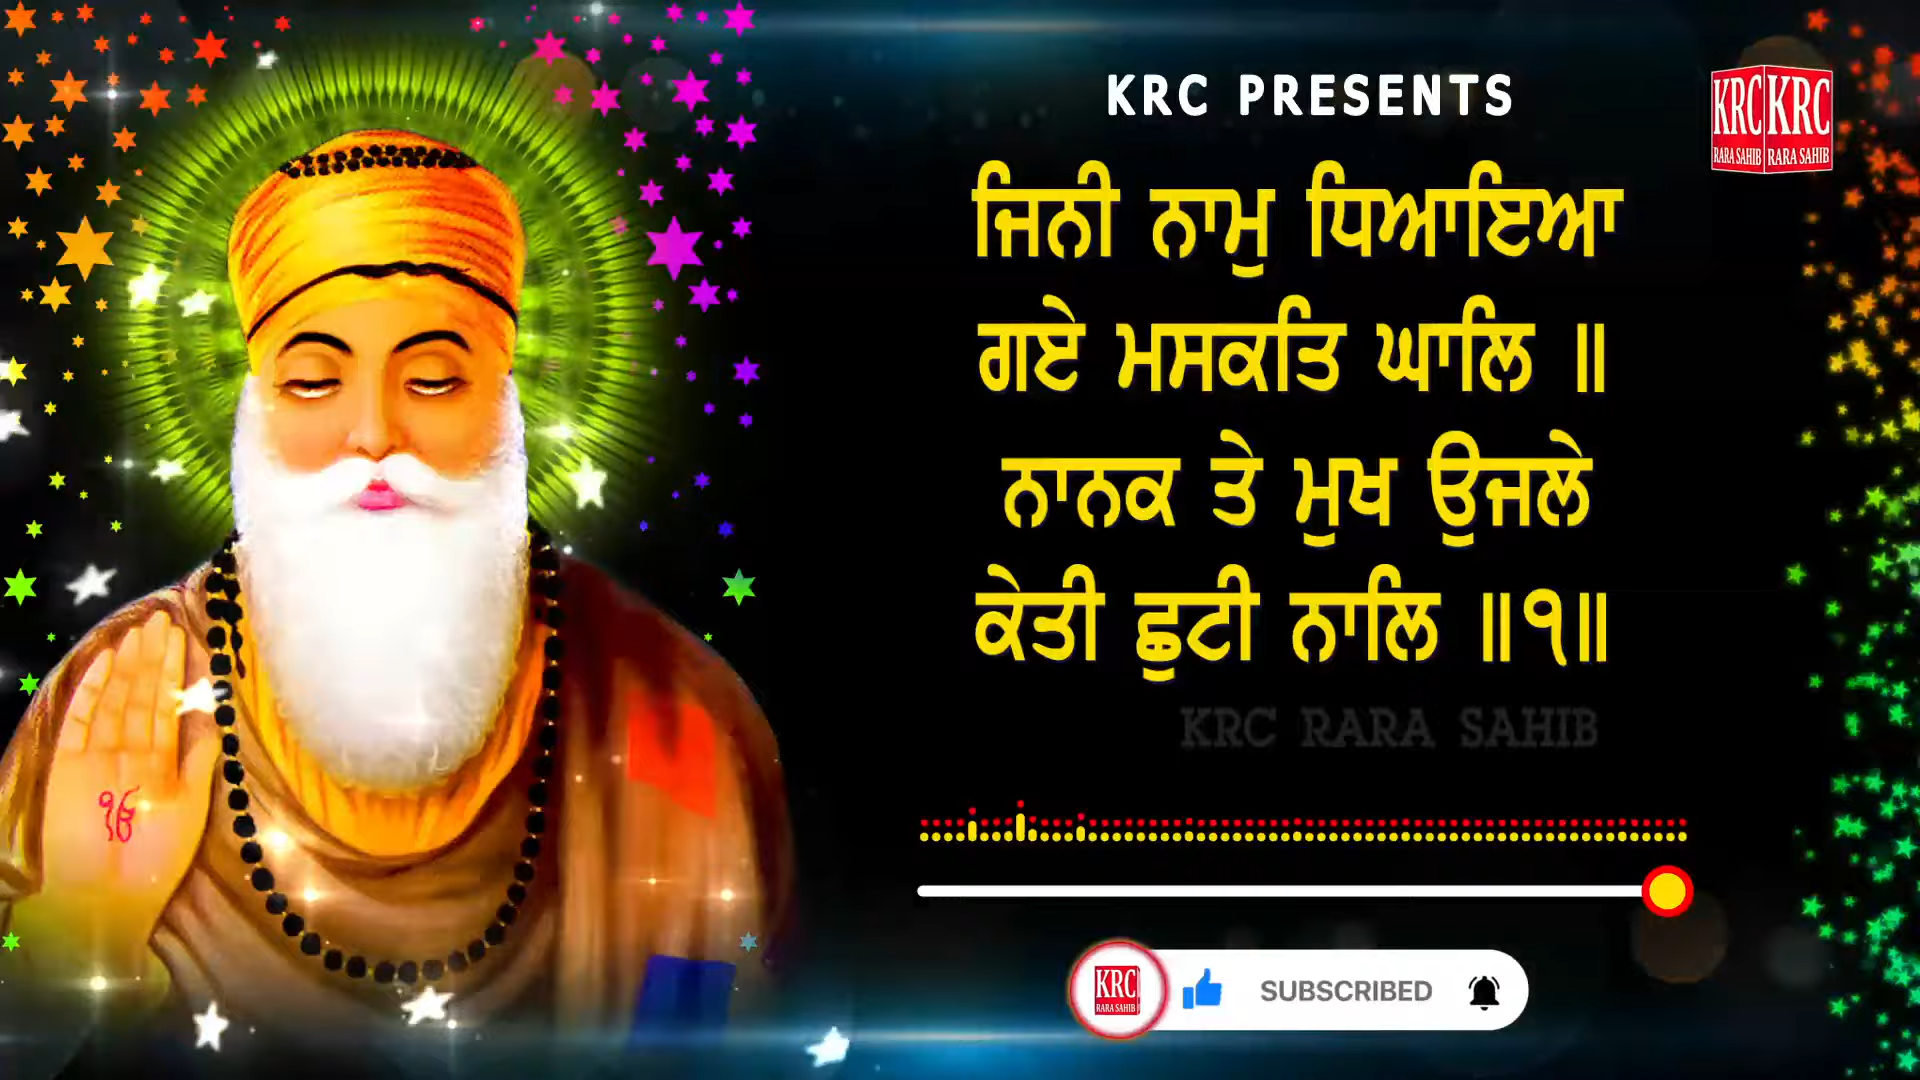 KRC PRESENTS
KRC KRC
RARA SAHIB RARA SAHIB
ਜਿਨੀ ਨਾਮੁ ਧਿਆਇਆ
ਗਏ ਮਸਕਤਿ ਘਾਲਿ ॥
ਨਾਨਕ ਤੇ ਮੁਖ ਉਜਲੇ
ਕੇਤੀ ਛੁਟੀ ਨਾਲਿ ॥੧॥
KRC RARA SAHIB
ੴ
KRC
RARA SAHIB
SUBSCRIBED